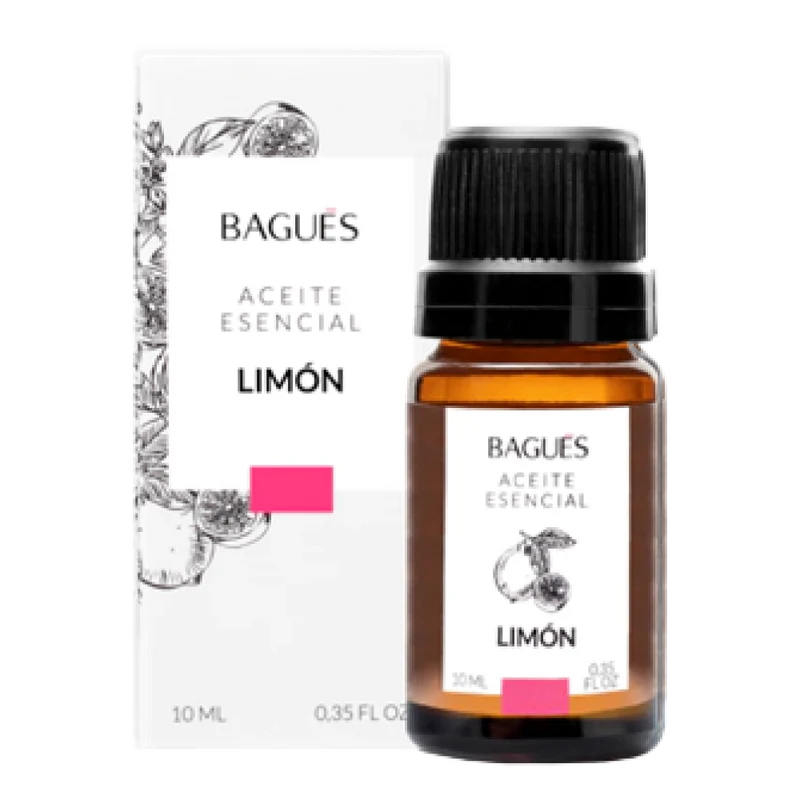 BAGUÉS
ACEITE
ESENCIAL
LIMÓN
10 ML
0,35 FL OZ
BAGUÉS
ACEITE
ESENCIAL
LIMÓN
10 ML
0,35
FL OZ